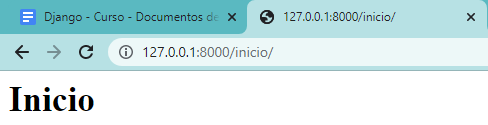 Django - Curso - Documentos de
127.0.0.1:8000/inicio/
127.0.0.1:8000/inicio/
Inicio